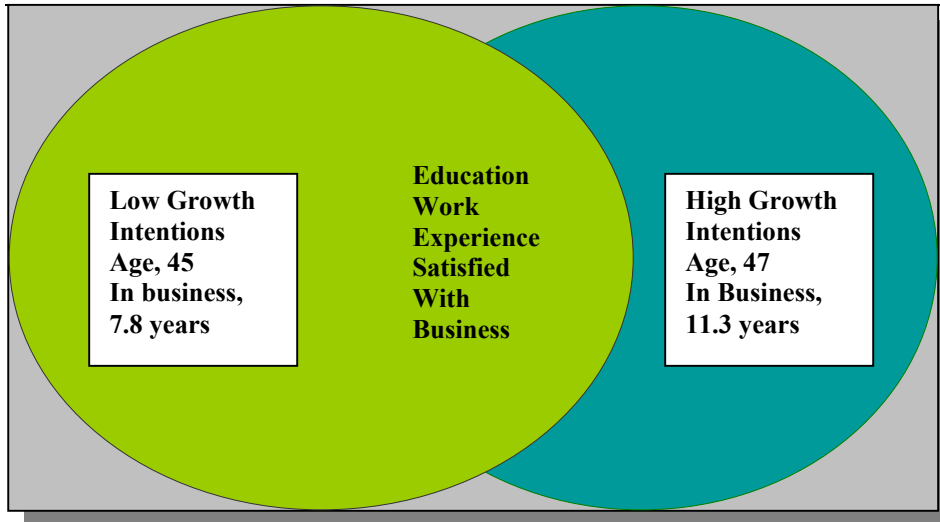 Low Growth
Intentions
Age, 45
In business,
7.8 years
Education
Work
Experience
Satisfied
With
Business
High Growth
Intentions
Age, 47
In Business,
11.3 years